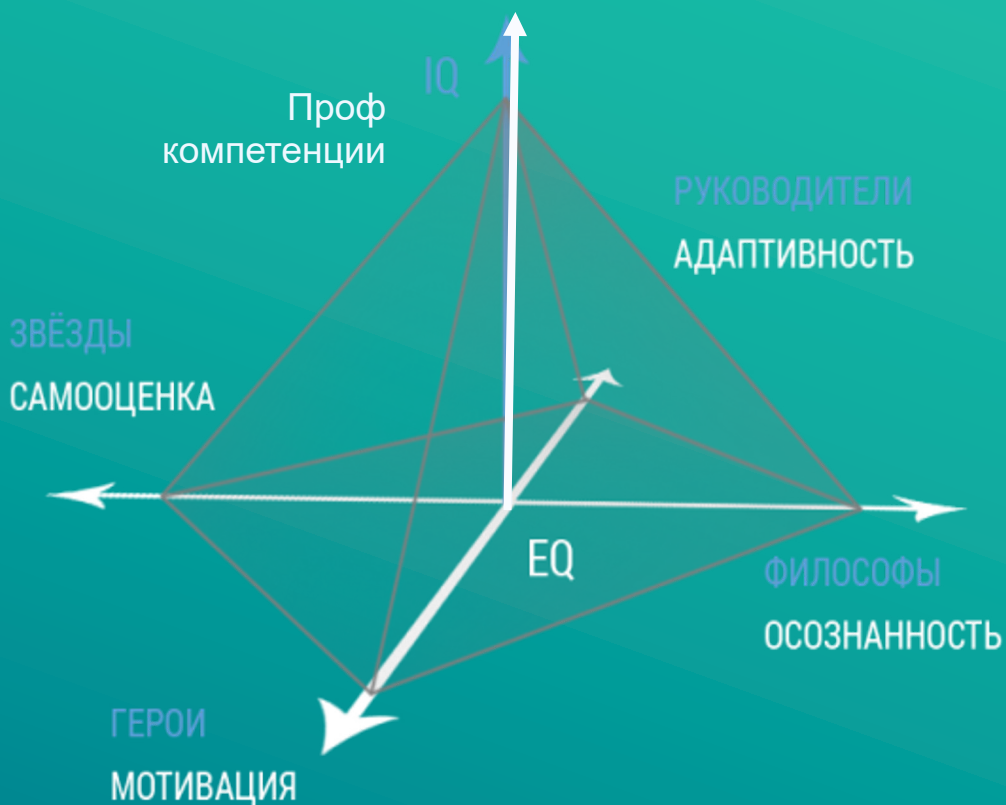 IQ
Проф
компетенции
РУКОВОДИТЕЛИ
АДАПТИВНОСТЬ
ЗВЁЗДЫ
САМООЦЕНКА
EQ
ФИЛОСОФЫ
ОСОЗНАННОСТЬ
ГЕРОИ
МОТИВАЦИЯ